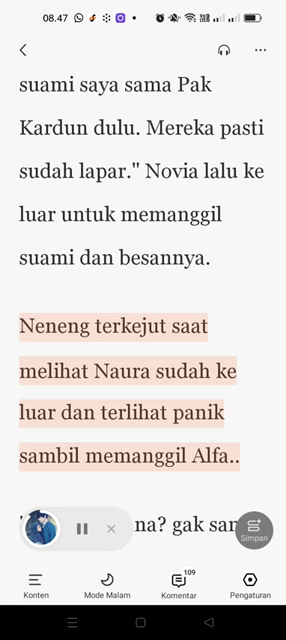 08.47
suami saya sama Pak
Kardun dulu. Mereka pasti
sudah lapar." Novia lalu ke
luar untuk memanggil
suami dan besannya.
Neneng terkejut saat
melihat Naura sudah ke
luar dan terlihat panik
sambil memanggil Alfa..
na? gak
Simpan
109
Konten
Mode Malam
Komentar
Pengaturan